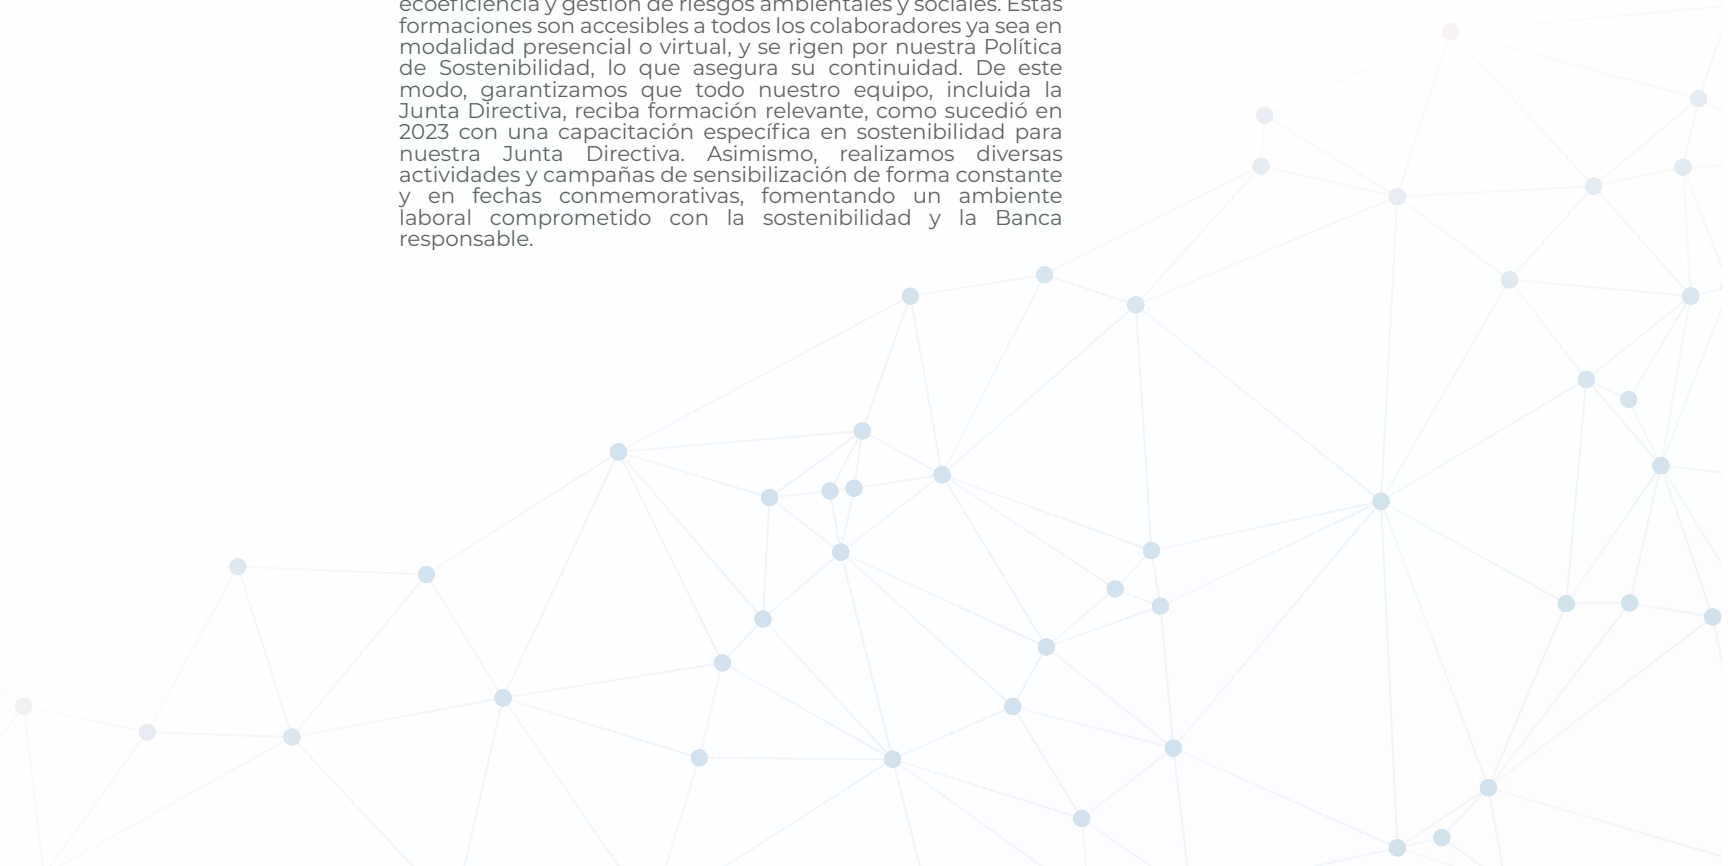 ecoeficiencia y gestión de riesgos ambientales y sociales. Estas
formaciones son accesibles a todos los colaboradores ya sea en
modalidad presencial o virtual, y se rigen por nuestra Política
de Sostenibilidad, lo que asegura su continuidad. De este
modo, garantizamos que todo nuestro equipo, incluida la
Junta Directiva, reciba formación relevante, como sucedió en
2023 con una capacitación específica en sostenibilidad para
nuestra Junta Directiva. Asimismo, realizamos diversas
actividades y campañas de sensibilización de forma constante
y en fechas conmemorativas, fomentando un ambiente
laboral comprometido con la sostenibilidad y la Banca
responsable.